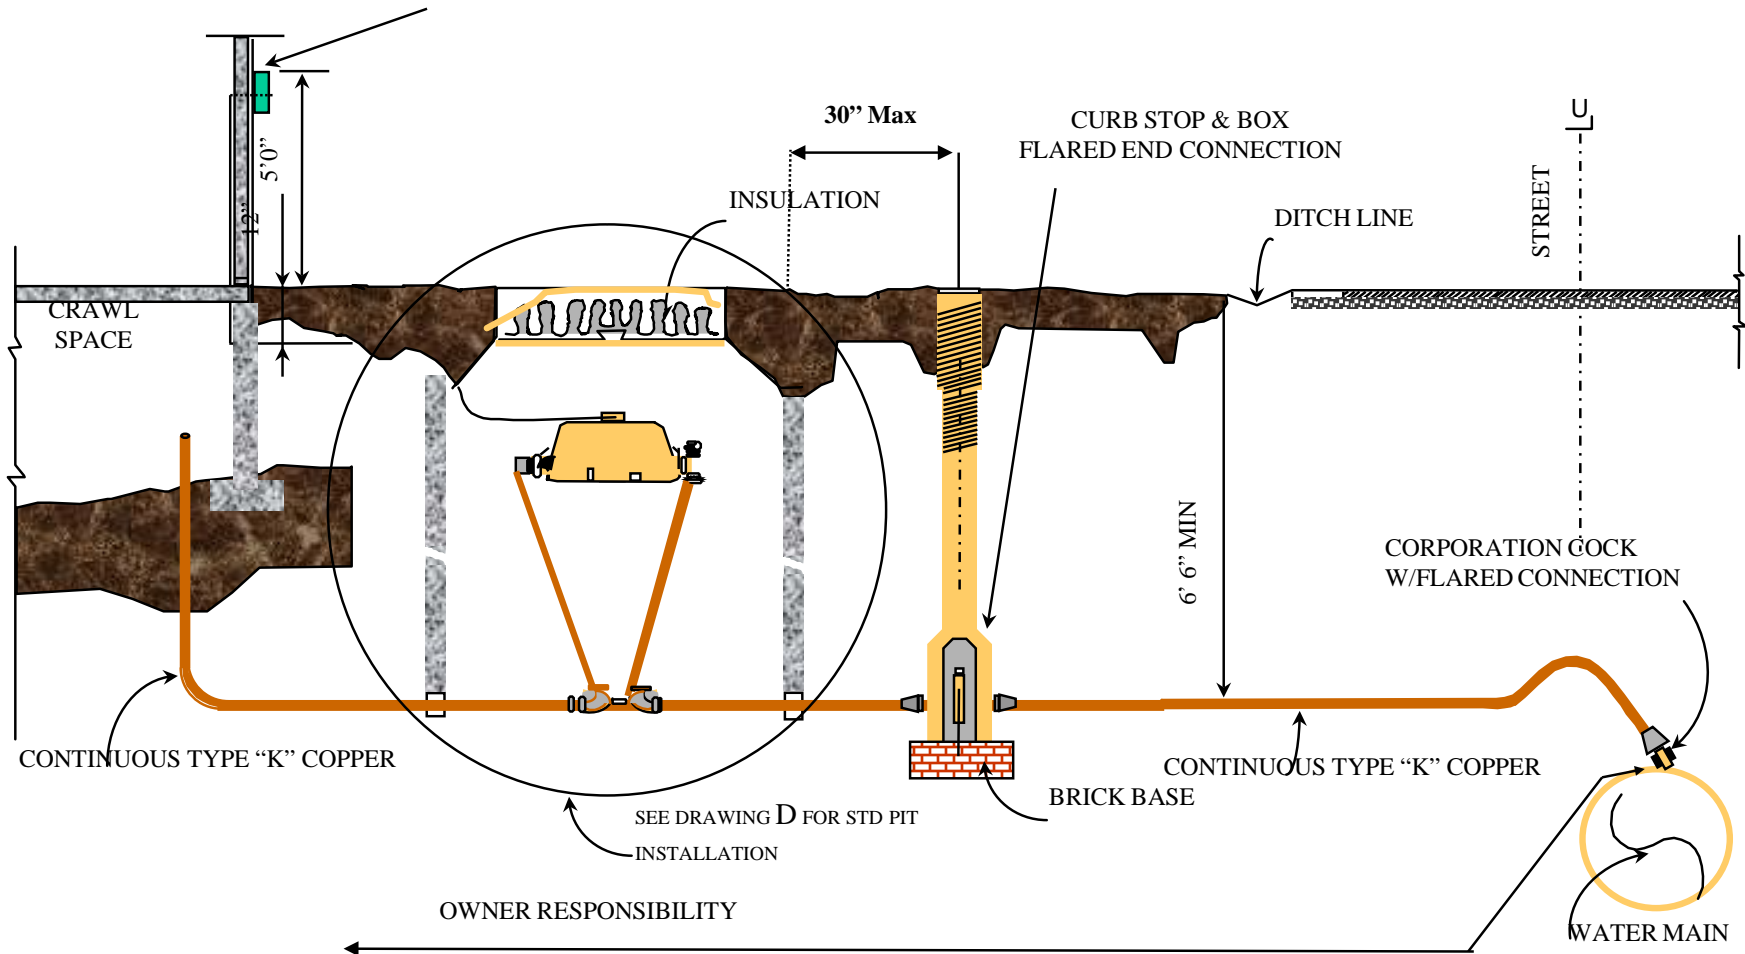 30” Max
CURB STOP & BOX
FLARED END CONNECTION
U
5’0”
12”
INSULATION
DITCH LINE
STREET
CRAWL
SPACE
6’ 6” MIN
CORPORATION COCK
W/FLARED CONNECTION
CONTINUOUS TYPE “K” COPPER
CONTINUOUS TYPE “K” COPPER
BRICK BASE
SEE DRAWING D FOR STD PIT
INSTALLATION
OWNER RESPONSIBILITY
WATER MAIN